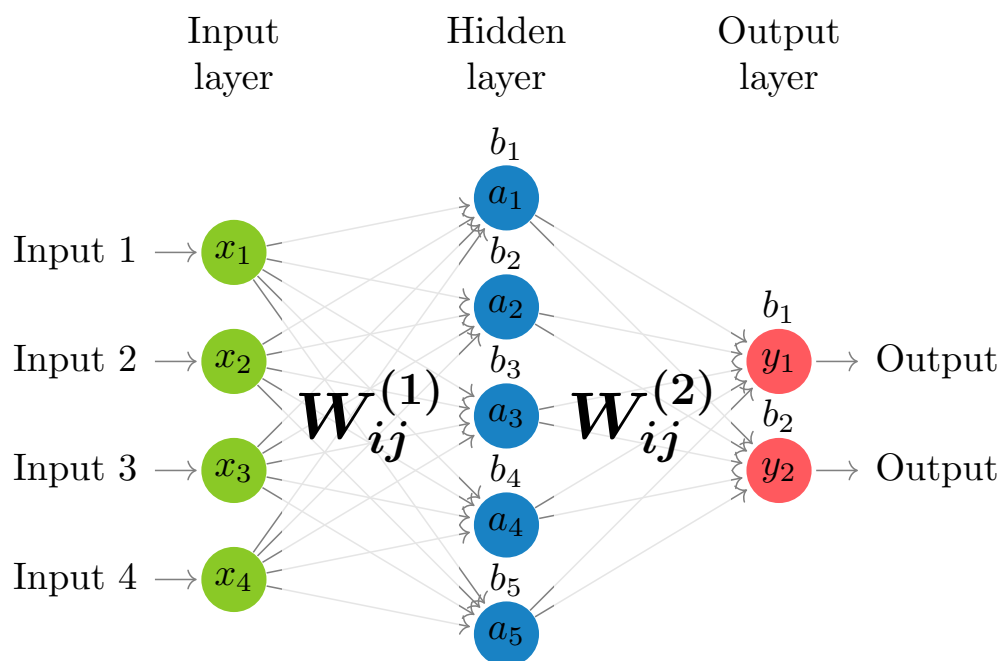 Input
layer
Hidden
layer
Output
layer
b₁
a₁
Input 1
x₁
b₂
a₂
b₁
Input 2
x₂
y₁
Output
b₃
a₃
W_{ij}^{(1)}
W_{ij}^{(2)}
b₂
Input 3
x₃
y₂
Output
b₄
a₄
Input 4
x₄
b₅
a₅